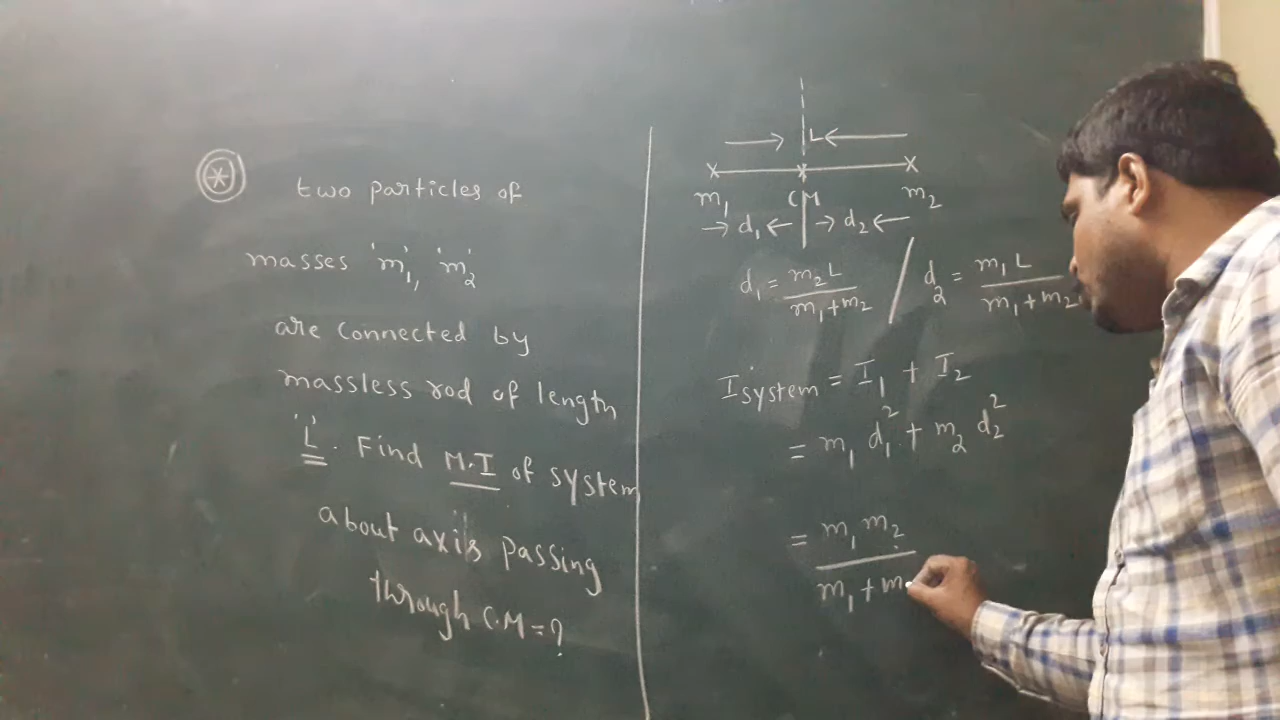 * two particles of
masses 'm₁', 'm₂'
are connected by
massless rod of length
'L'. Find M.I of system
about axis passing
through C.M = ?
L
m₁ CM m₂
d₁ d₂
d₁ = m₂ L / m₁+m₂ / d₂ = m₁ L / m₁+m₂
I system = I₁ + I₂
= m₁ d₁² + m₂ d₂²
= m₁ m₂ / m₁+m